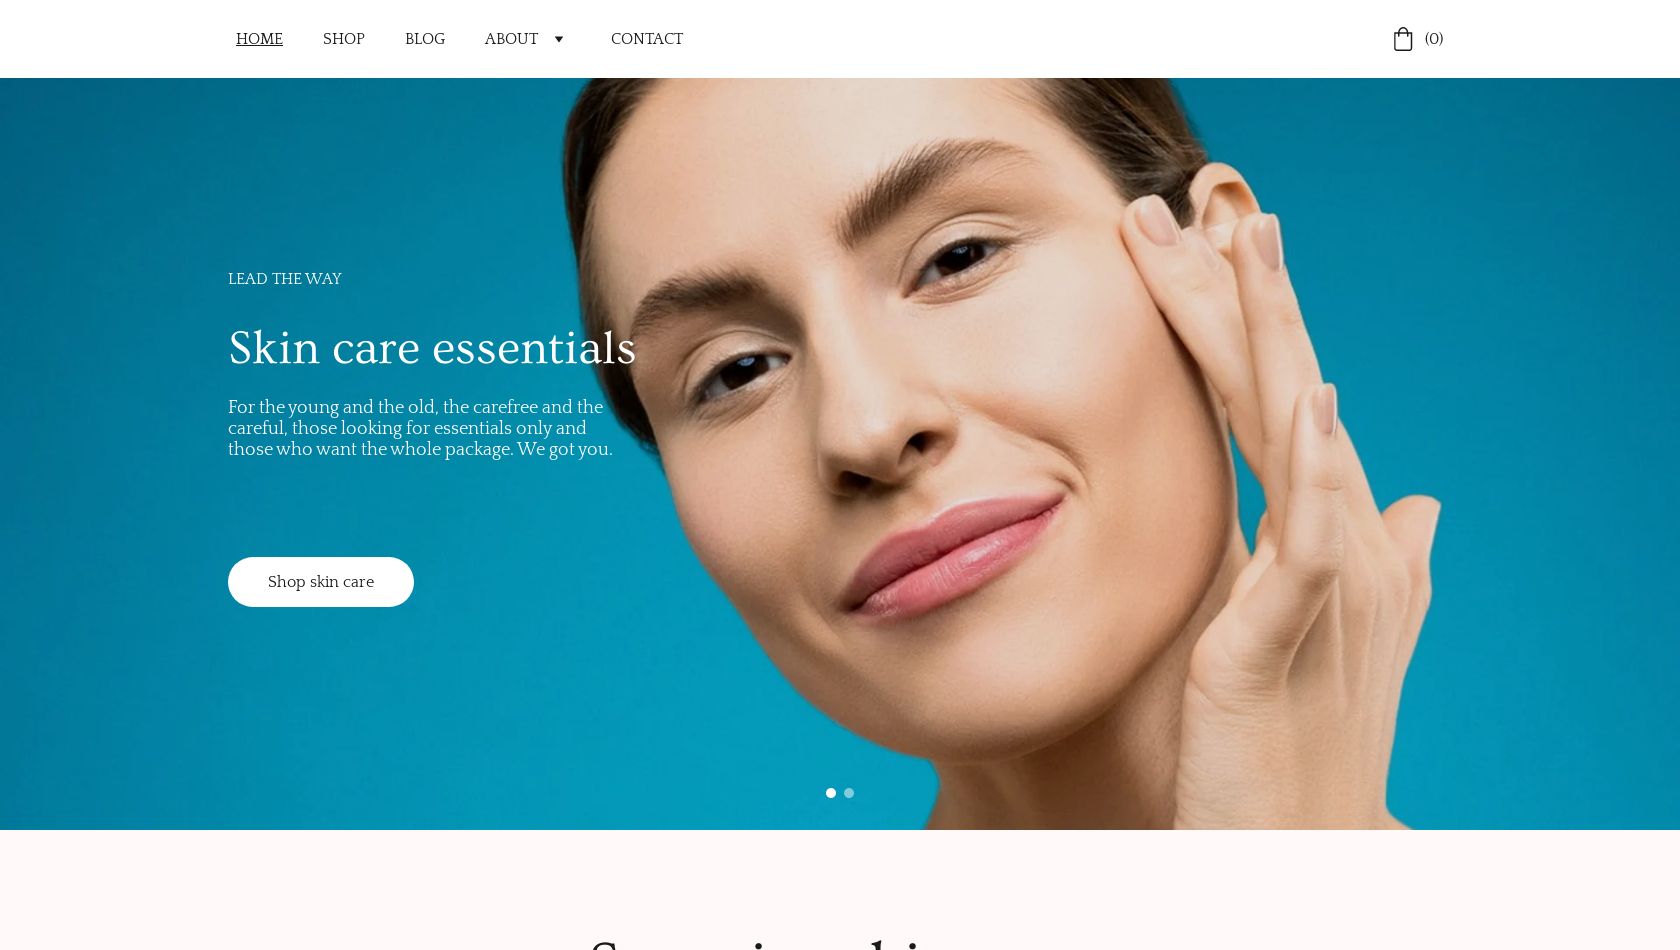 HOME
SHOP
BLOG
ABOUT
CONTACT
(0)
LEAD THE WAY
Skin care essentials
For the young and the old, the carefree and the
careful, those looking for essentials only and
those who want the whole package. We got you.
Shop skin care